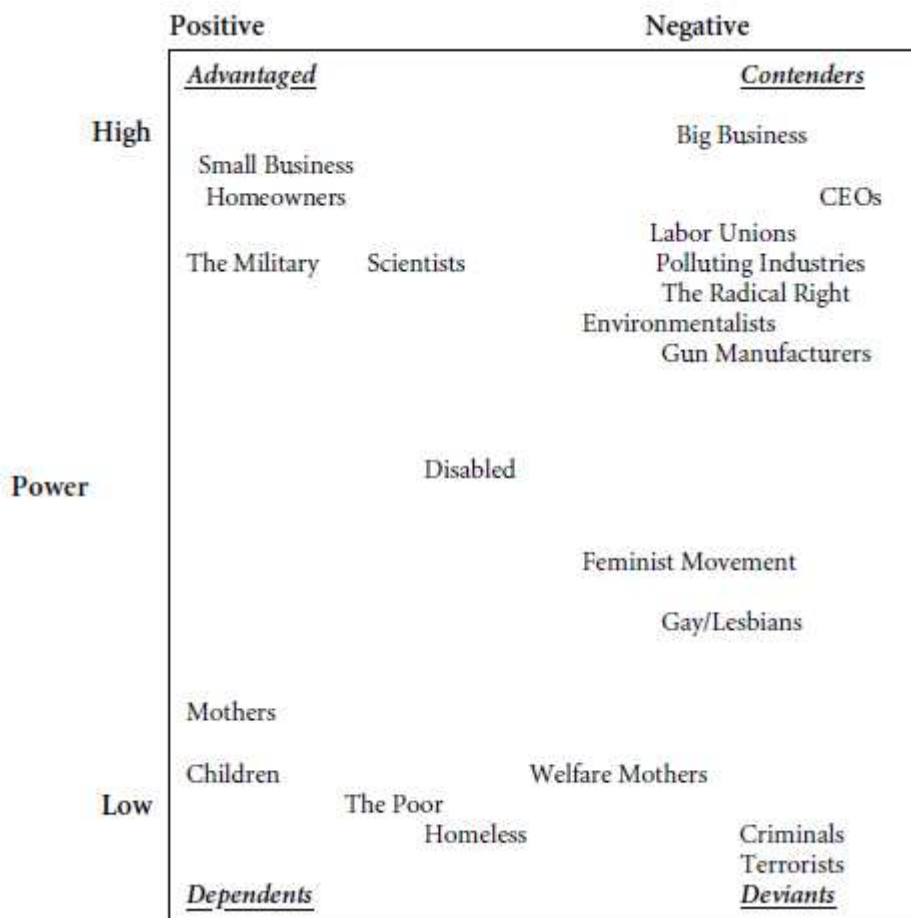 Positive Negative
Advantaged Contenders
High Big Business
Small Business
Homeowners CEOs
Labor Unions
The Military Scientists Polluting Industries
The Radical Right
Environmentalists
Gun Manufacturers
Disabled
Power
Feminist Movement
Gay/Lesbians
Mothers
Children Welfare Mothers
Low The Poor
Homeless Criminals
Terrorists
Dependents Deviants